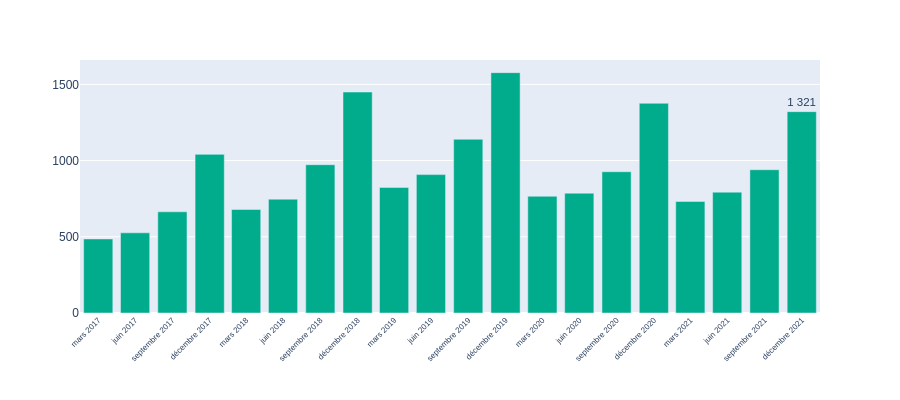 1500
1000
500
0
1 321
mars 2017
juin 2017
septembre 2017
décembre 2017
mars 2018
juin 2018
septembre 2018
décembre 2018
mars 2019
juin 2019
septembre 2019
décembre 2019
mars 2020
juin 2020
septembre 2020
décembre 2020
mars 2021
juin 2021
septembre 2021
décembre 2021